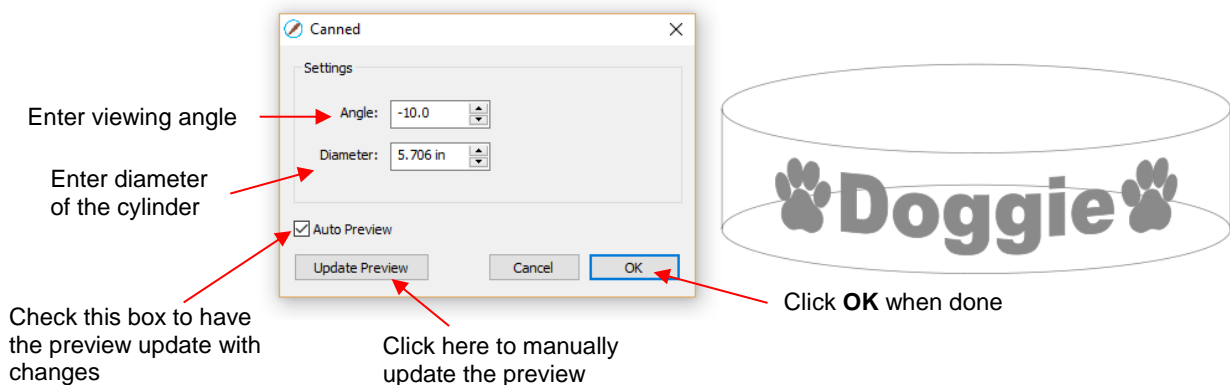 Canned
Settings
Enter viewing angle
Angle: -10.0
Diameter: 5.706 in
Enter diameter
of the cylinder
Doggie
Auto Preview
Update Preview Cancel OK
Click OK when done
Check this box to have
the preview update with
changes
Click here to manually
update the preview